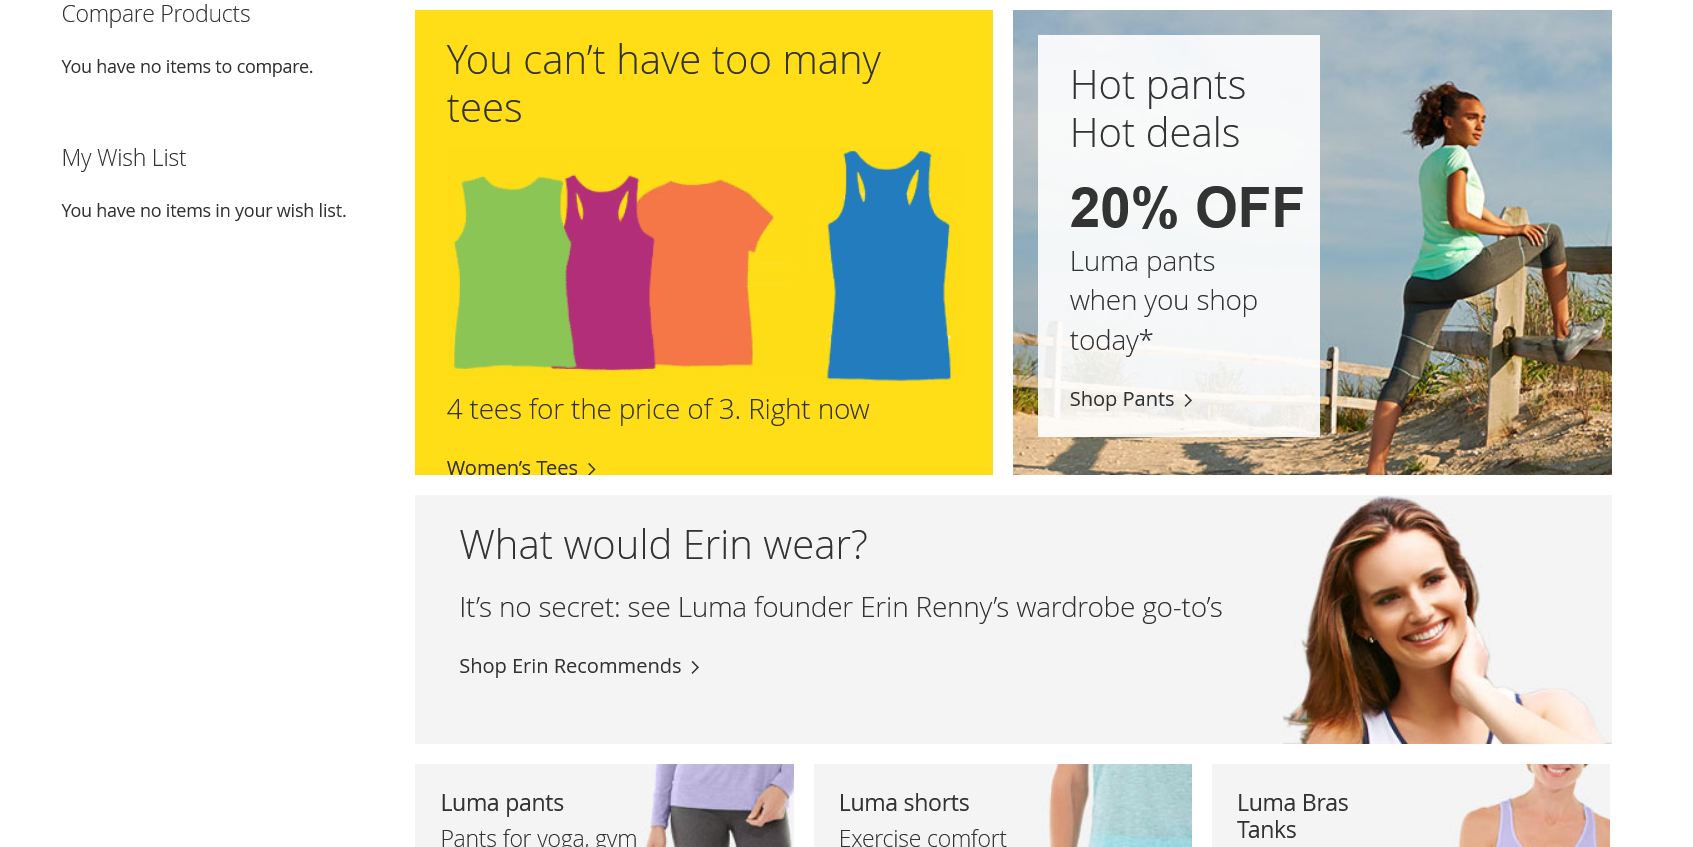 Compare Products
You have no items to compare.
My Wish List
You have no items in your wish list.
You can’t have too many
tees
4 tees for the price of 3. Right now
Women’s Tees
Hot pants
Hot deals
20% OFF
Luma pants
when you shop
today*
Shop Pants
What would Erin wear?
It’s no secret: see Luma founder Erin Renny’s wardrobe go-to’s
Shop Erin Recommends
Luma pants
Pants for yoga, gym
Luma shorts
Exercise comfort
Luma Bras
Tanks